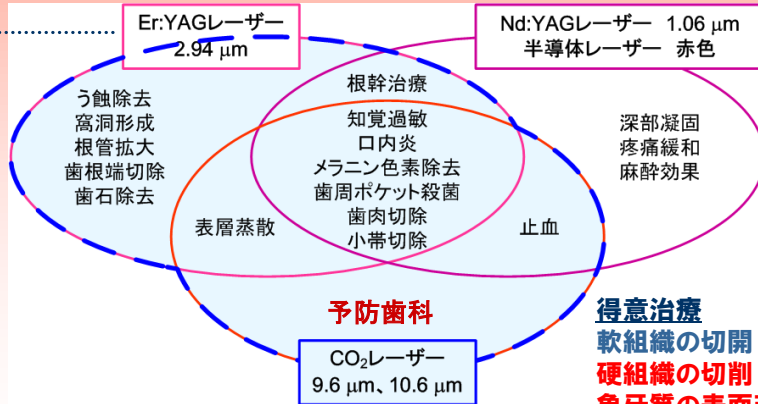 Er:YAGレーザー
2.94 μm
Nd:YAGレーザー 1.06 μm
半導体レーザー 赤色
う蝕除去
窩洞形成
根管拡大
歯根端切除
歯石除去
根幹治療
知覚過敏
口内炎
メラニン色素除去
歯周ポケット殺菌
歯肉切除
小帯切除
深部凝固
疼痛緩和
麻酔効果
表層蒸散
止血
予防歯科
CO₂レーザー
9.6 μm、10.6 μm
得意治療
軟組織の切開
硬組織の切削
象牙質の表面